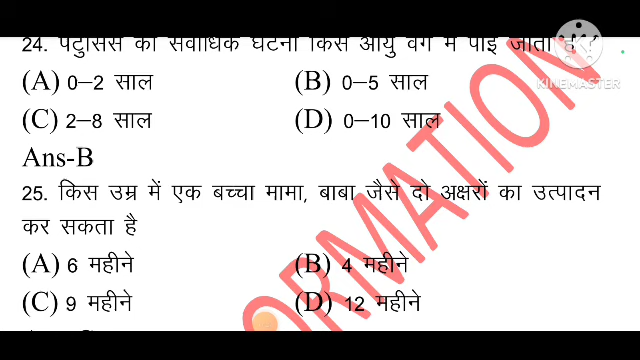 24. पर्टुसिस की सर्वाधिक घटना किस आयु वर्ग में पाई जाती है ?
(A) 0–2 साल (B) 0–5 साल
(C) 2–8 साल (D) 0–10 साल
Ans-B
25. किस उम्र में एक बच्चा मामा, बाबा जैसे दो अक्षरों का उत्पादन
कर सकता है
(A) 6 महीने (B) 4 महीने
(C) 9 महीने (D) 12 महीने
KINEMASTER
ORMATION